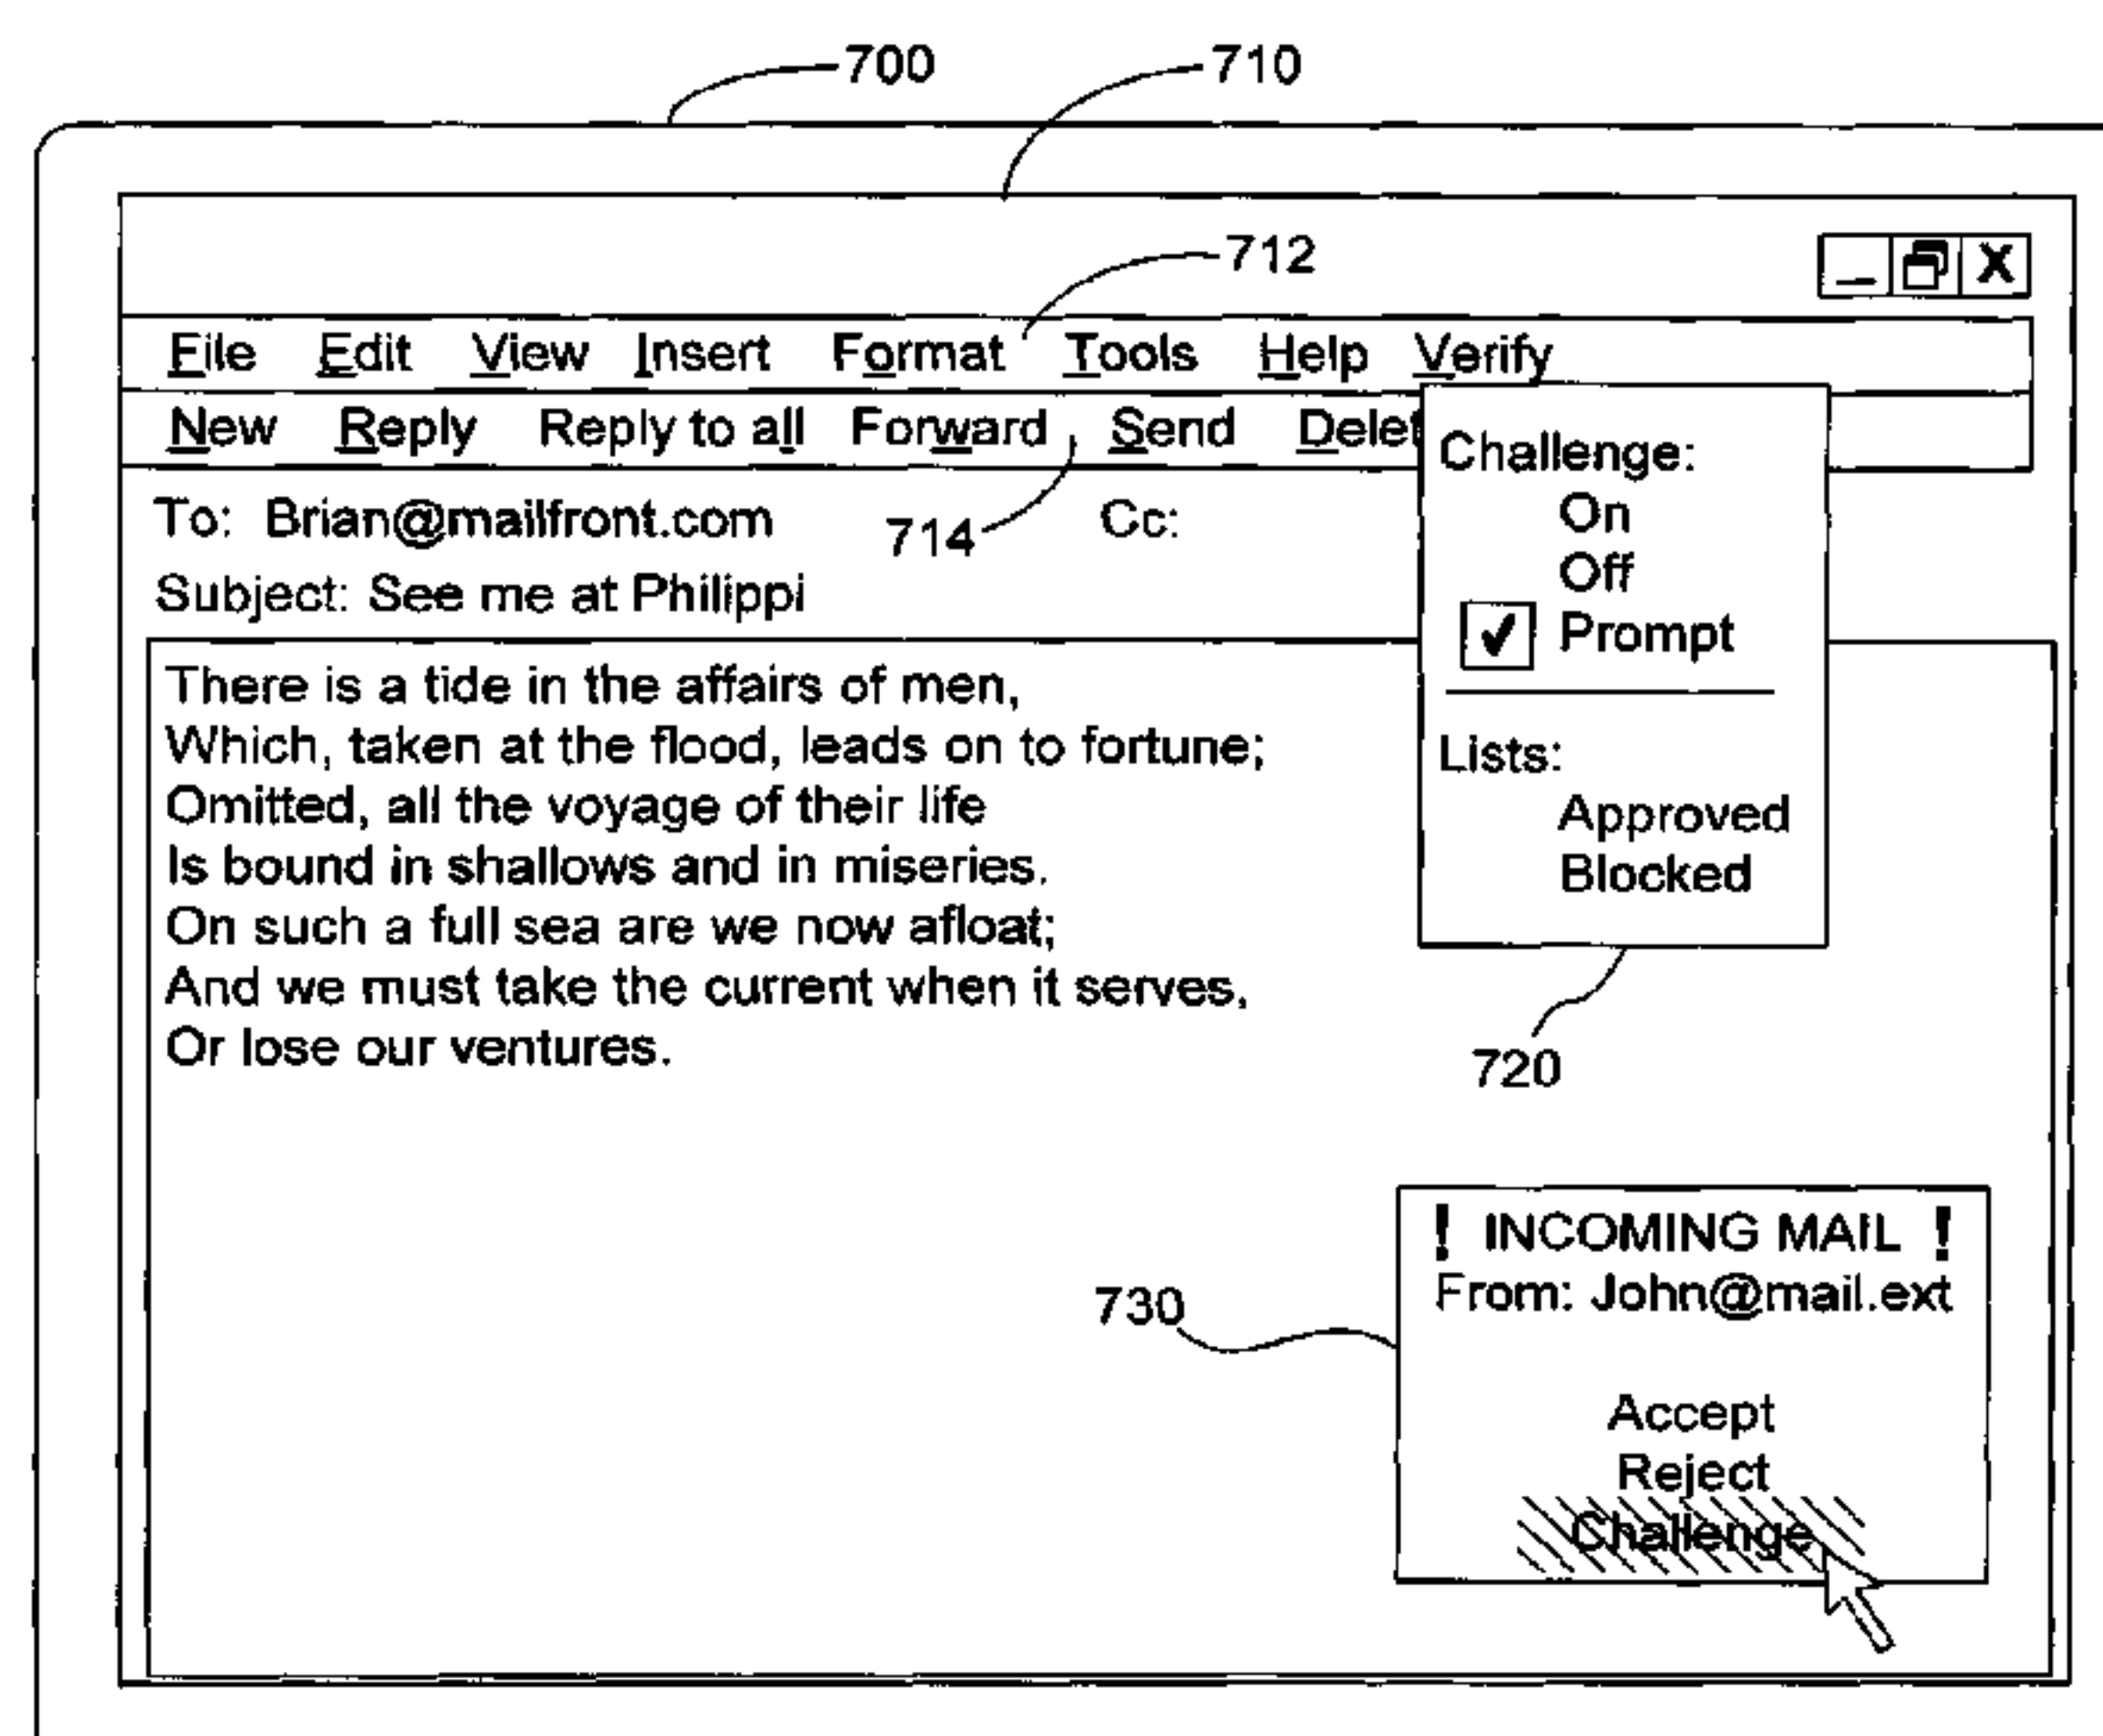 700
710
712
_ X
File Edit View Insert Format Tools Help Verify
New Reply Reply to all Forward Send Delet
Challenge:
On
Off
✓ Prompt
Lists:
Approved
Blocked
To: Brian@mailfront.com
714
Cc:
Subject: See me at Philippi
There is a tide in the affairs of men,
Which, taken at the flood, leads on to fortune;
Omitted, all the voyage of their life
Is bound in shallows and in miseries.
On such a full sea are we now afloat;
And we must take the current when it serves,
Or lose our ventures.
720
! INCOMING MAIL !
From: John@mail.ext
730
Accept
Reject
Challenge